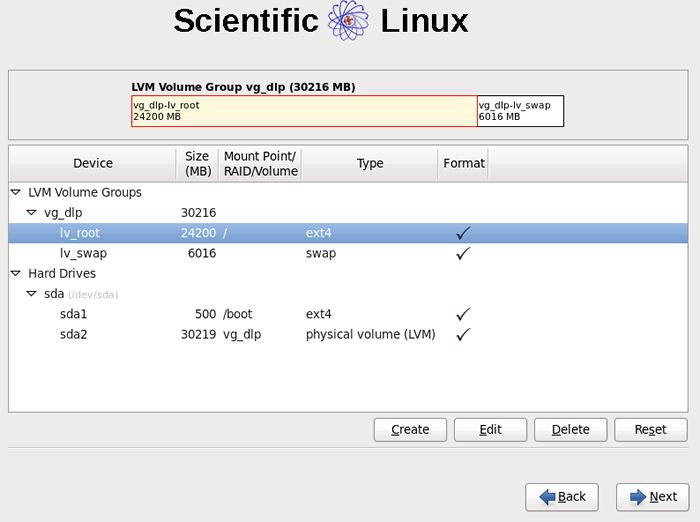 Scientific Linux
LVM Volume Group vg_dlp (30216 MB)
vg_dlp-lv_root vg_dlp-lv_swap
24200 MB 6016 MB
Device Size (MB) Mount Point/ RAID/Volume Type Format
LVM Volume Groups
vg_dlp 30216
lv_root 24200 / ext4 ✓
lv_swap 6016 swap ✓
Hard Drives
sda (/dev/sda)
sda1 500 /boot ext4 ✓
sda2 30219 vg_dlp physical volume (LVM) ✓
Create Edit Delete Reset
Back Next